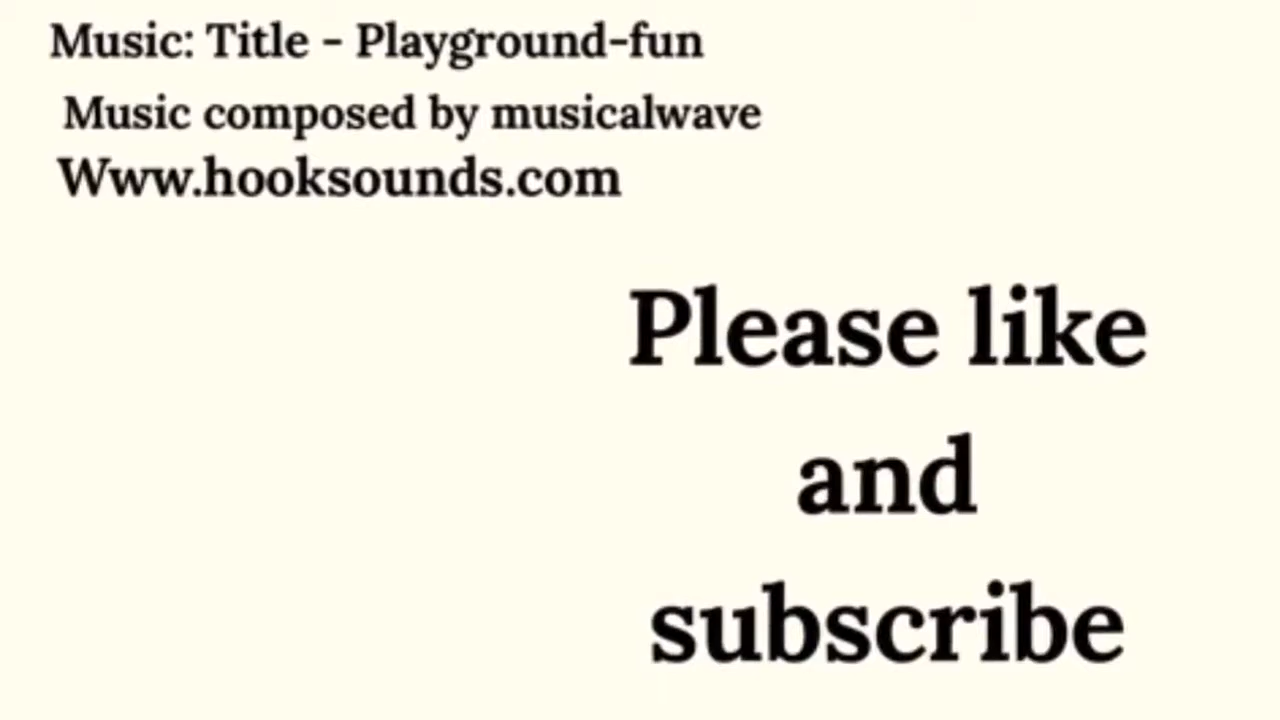 Music: Title - Playground-fun
Music composed by musicalwave
Www.hooksounds.com
Please like
and
subscribe